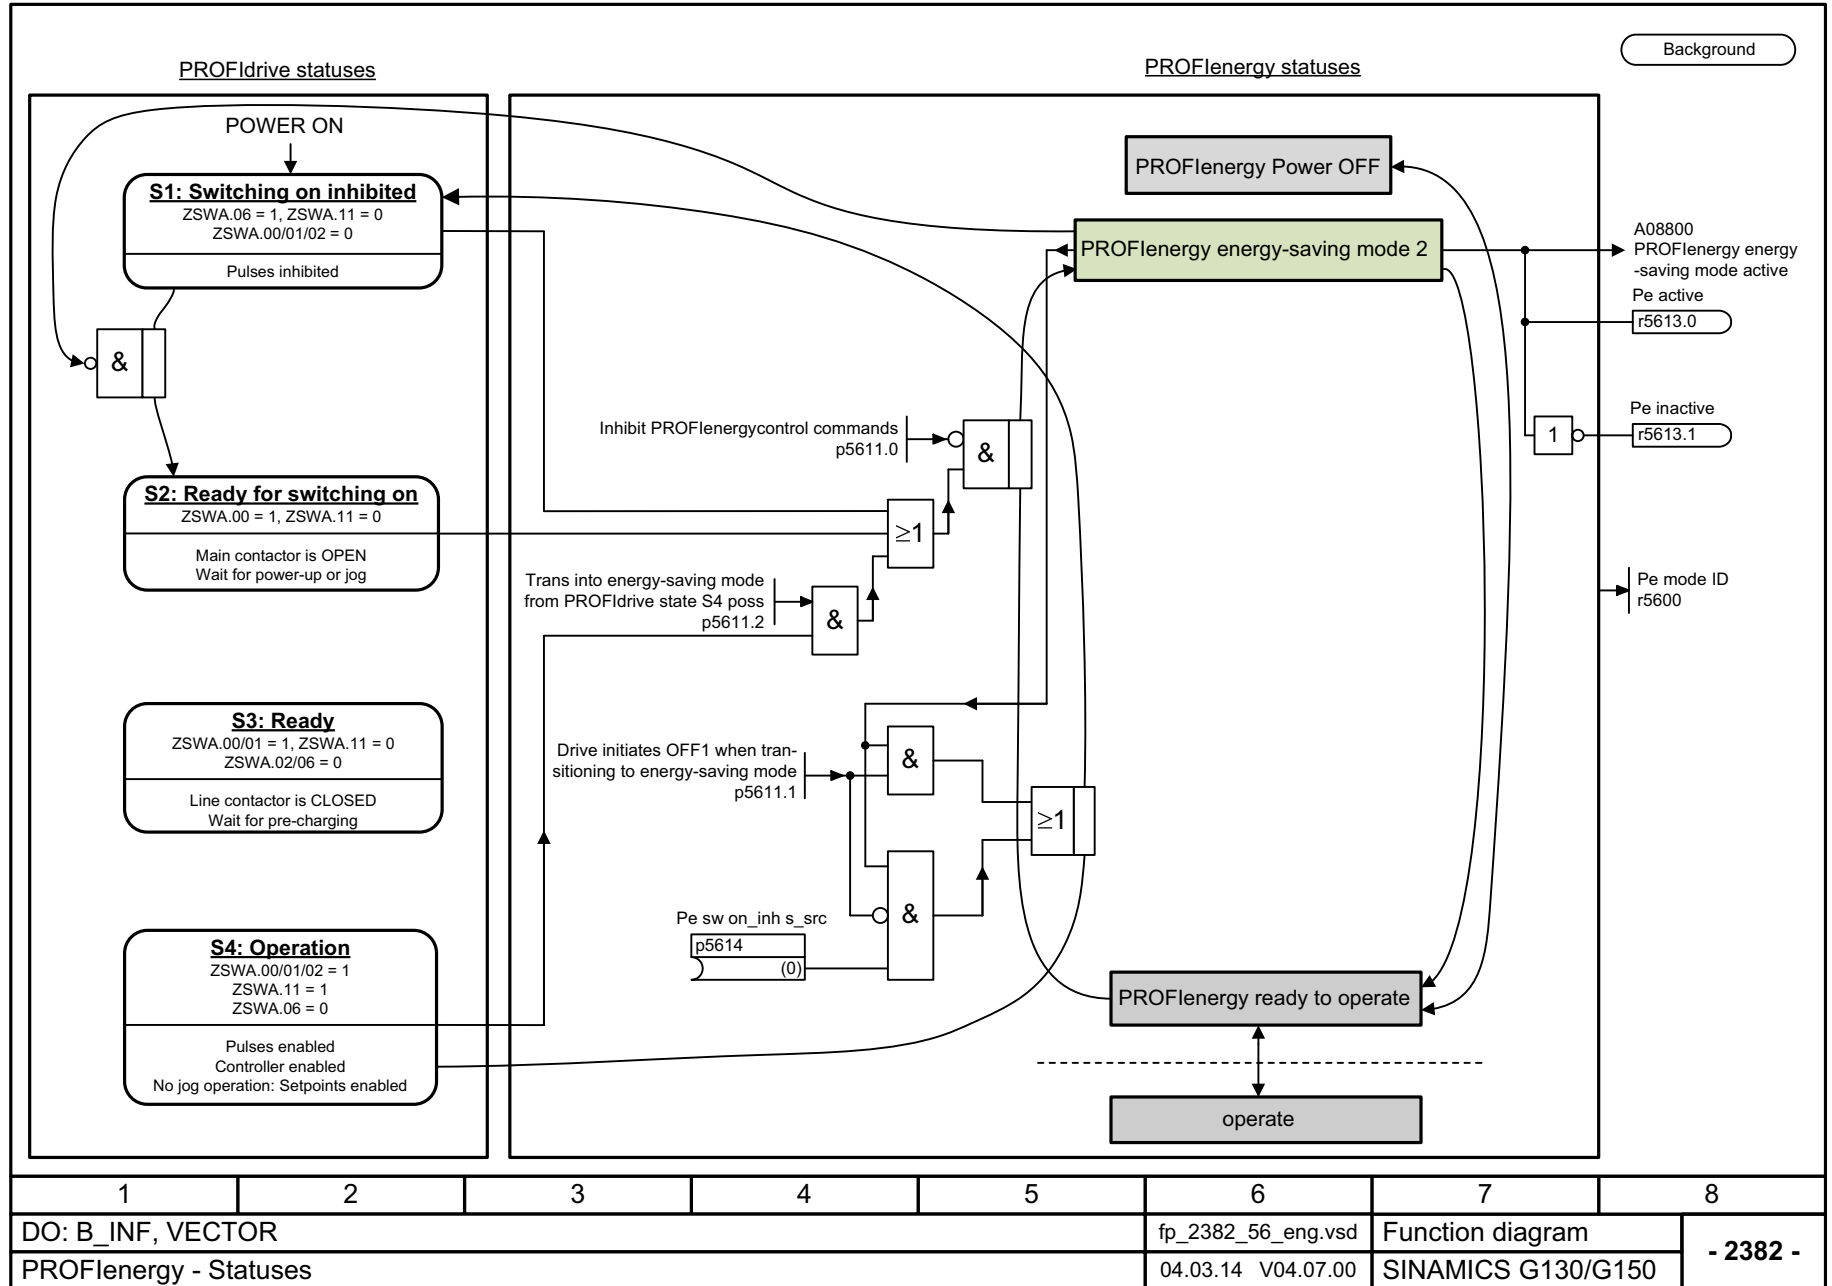 Background
PROFIdrive statuses
PROFIenergy statuses
POWER ON
S1: Switching on inhibited
ZSWA.06 = 1, ZSWA.11 = 0
ZSWA.00/01/02 = 0
Pulses inhibited
&
S2: Ready for switching on
ZSWA.00 = 1, ZSWA.11 = 0
Main contactor is OPEN
Wait for power-up or jog
S3: Ready
ZSWA.00/01 = 1, ZSWA.11 = 0
ZSWA.02/06 = 0
Line contactor is CLOSED
Wait for pre-charging
S4: Operation
ZSWA.00/01/02 = 1
ZSWA.11 = 1
ZSWA.06 = 0
Pulses enabled
Controller enabled
No jog operation: Setpoints enabled
Inhibit PROFIenergycontrol commands
p5611.0
&
≥1
Trans into energy-saving mode
from PROFIdrive state S4 poss
p5611.2
&
Drive initiates OFF1 when tran-
sitioning to energy-saving mode
p5611.1
&
≥1
&
Pe sw on_inh s_src
p5614
(0)
PROFIenergy Power OFF
PROFIenergy energy-saving mode 2
PROFIenergy ready to operate
operate
A08800
PROFIenergy energy
-saving mode active
Pe active
r5613.0
Pe inactive
1
r5613.1
Pe mode ID
r5600
1 2 3 4 5 6 7 8
DO: B_INF, VECTOR
fp_2382_56_eng.vsd
Function diagram
- 2382 -
PROFIenergy - Statuses
04.03.14 V04.07.00
SINAMICS G130/G150